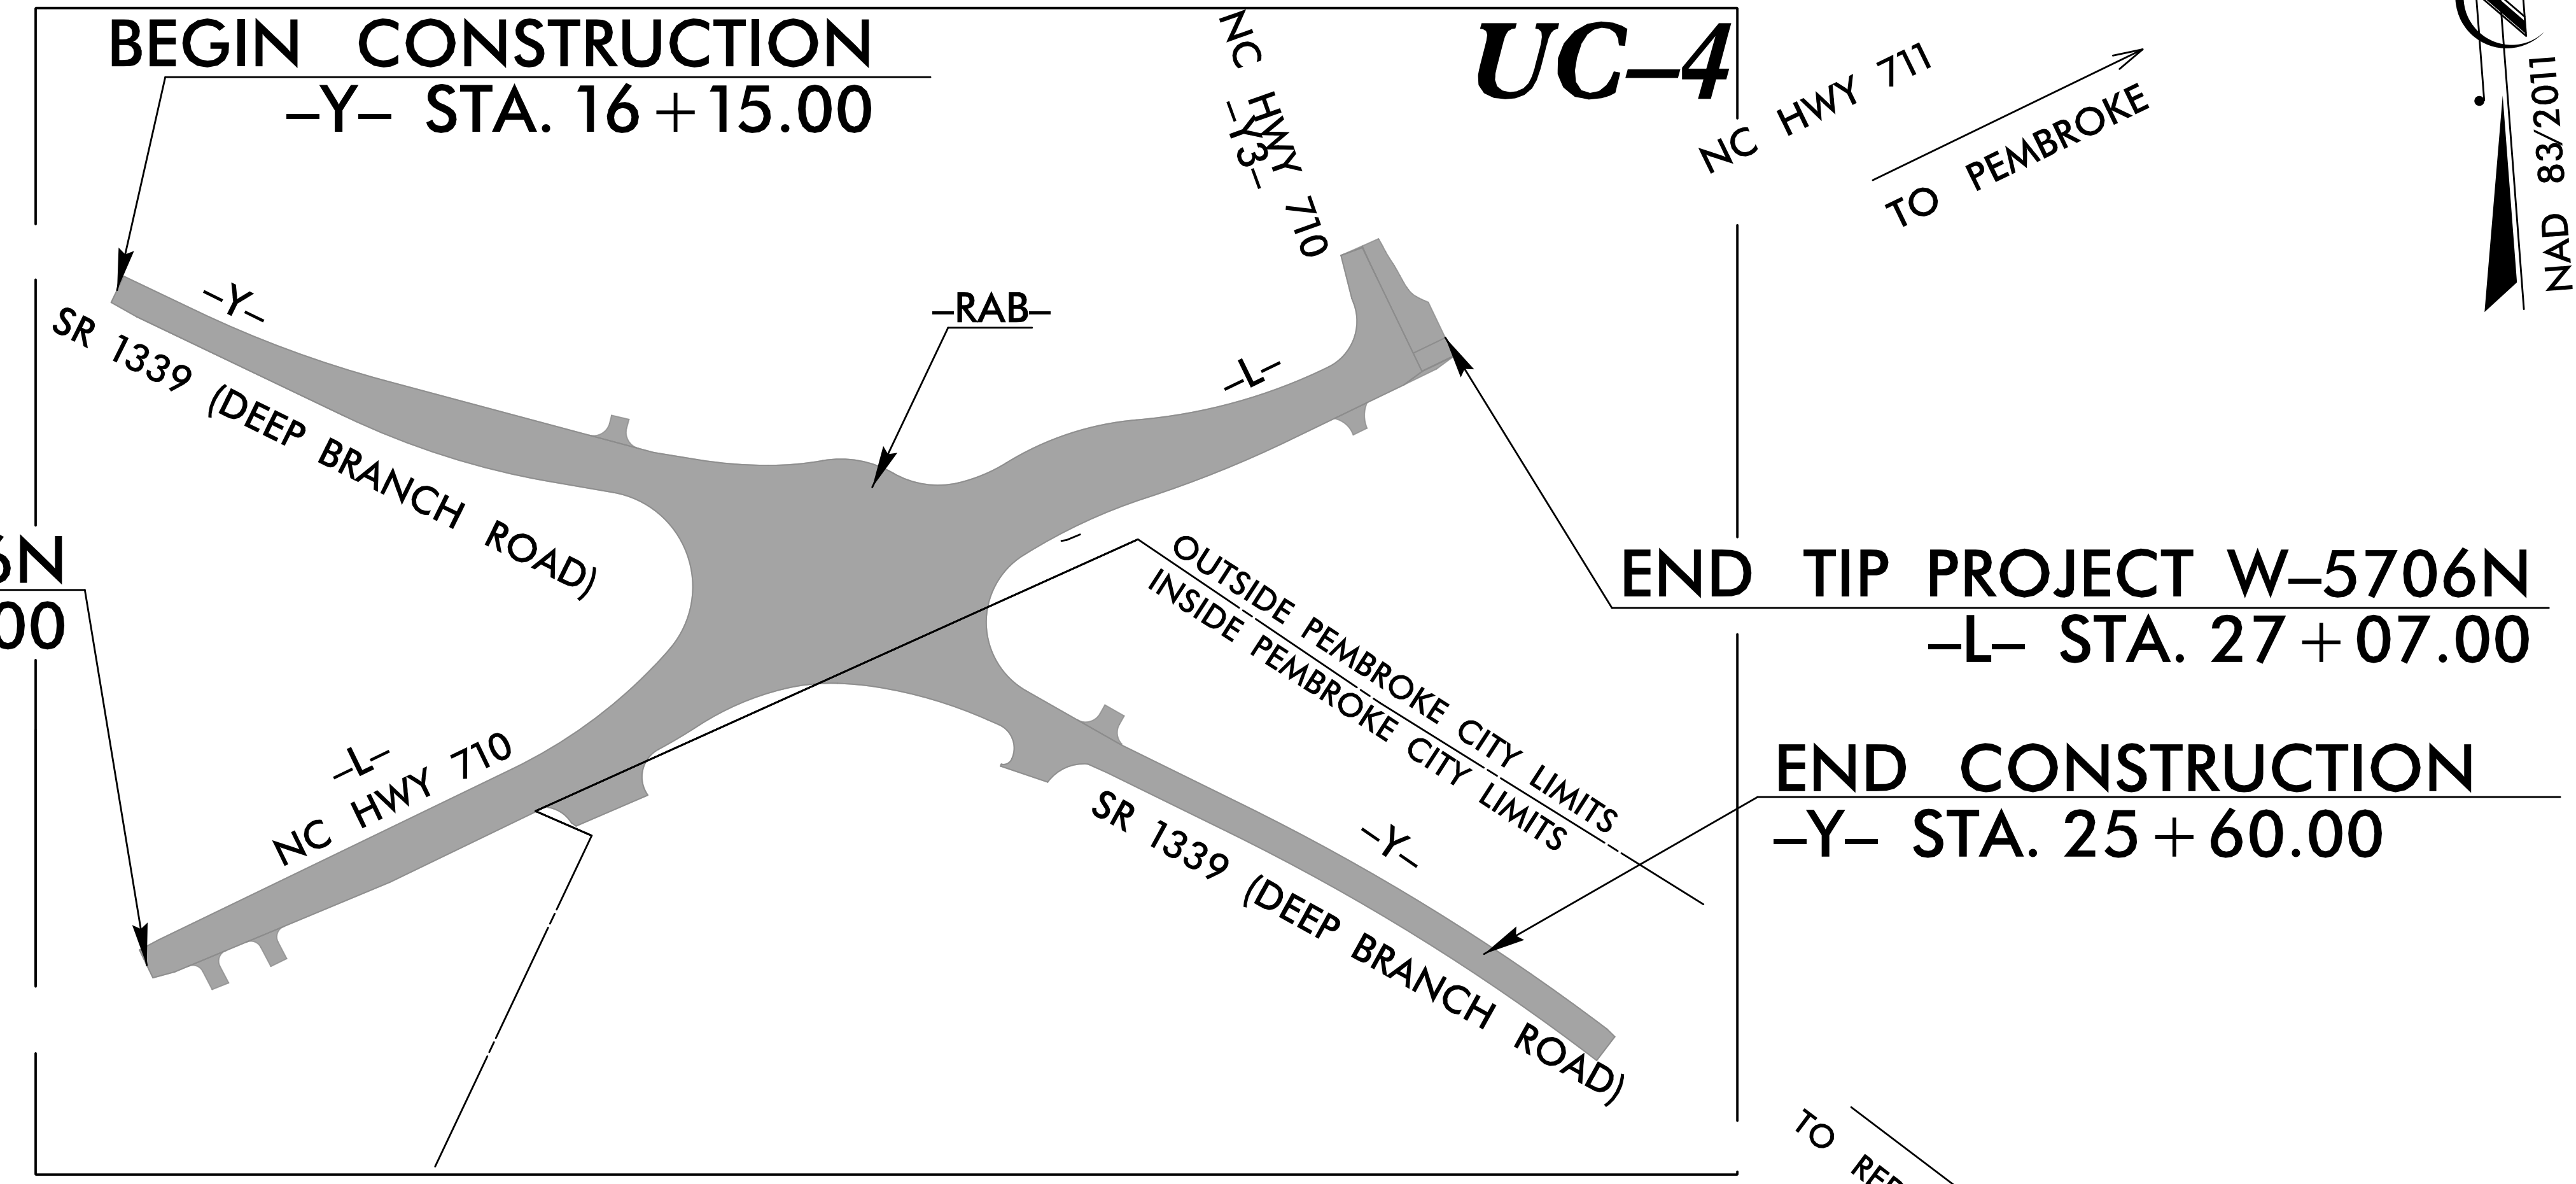 BEGIN CONSTRUCTION
–Y– STA. 16+15.00
UC–4
NC HWY 710
–Y3–
NC HWY 711
TO PEMBROKE
NAD 83/2011
–Y–
SR 1339 (DEEP BRANCH ROAD)
–RAB–
–L–
6N
00
END TIP PROJECT W–5706N
–L– STA. 27+07.00
OUTSIDE PEMBROKE CITY LIMITS
INSIDE PEMBROKE CITY LIMITS
–L–
NC HWY 710
END CONSTRUCTION
–Y– STA. 25+60.00
–Y–
SR 1339 (DEEP BRANCH ROAD)
TO